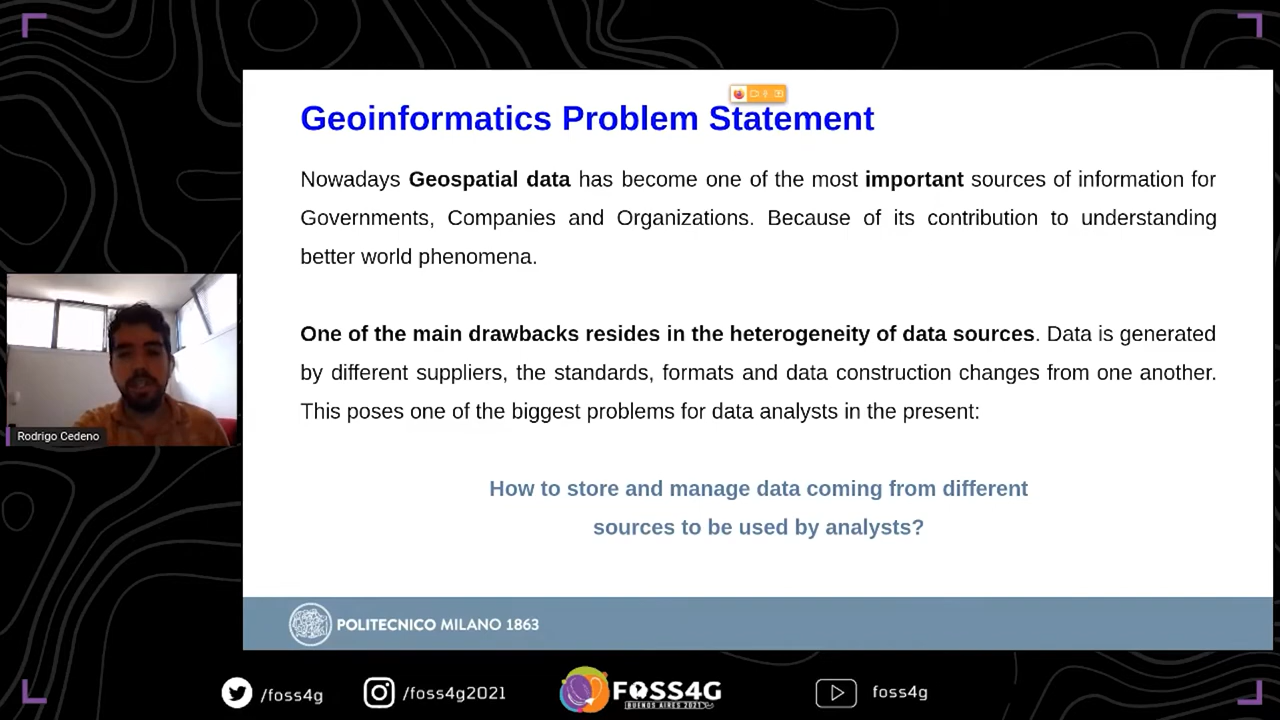 Geoinformatics Problem Statement
Nowadays Geospatial data has become one of the most important sources of information for
Governments, Companies and Organizations. Because of its contribution to understanding
better world phenomena.
One of the main drawbacks resides in the heterogeneity of data sources. Data is generated
by different suppliers, the standards, formats and data construction changes from one another.
This poses one of the biggest problems for data analysts in the present:
How to store and manage data coming from different
sources to be used by analysts?
Rodrigo Cedeno
POLITECNICO MILANO 1863
/foss4g
/foss4g2021
FOSS4G
BUENOS AIRES 2021
foss4g